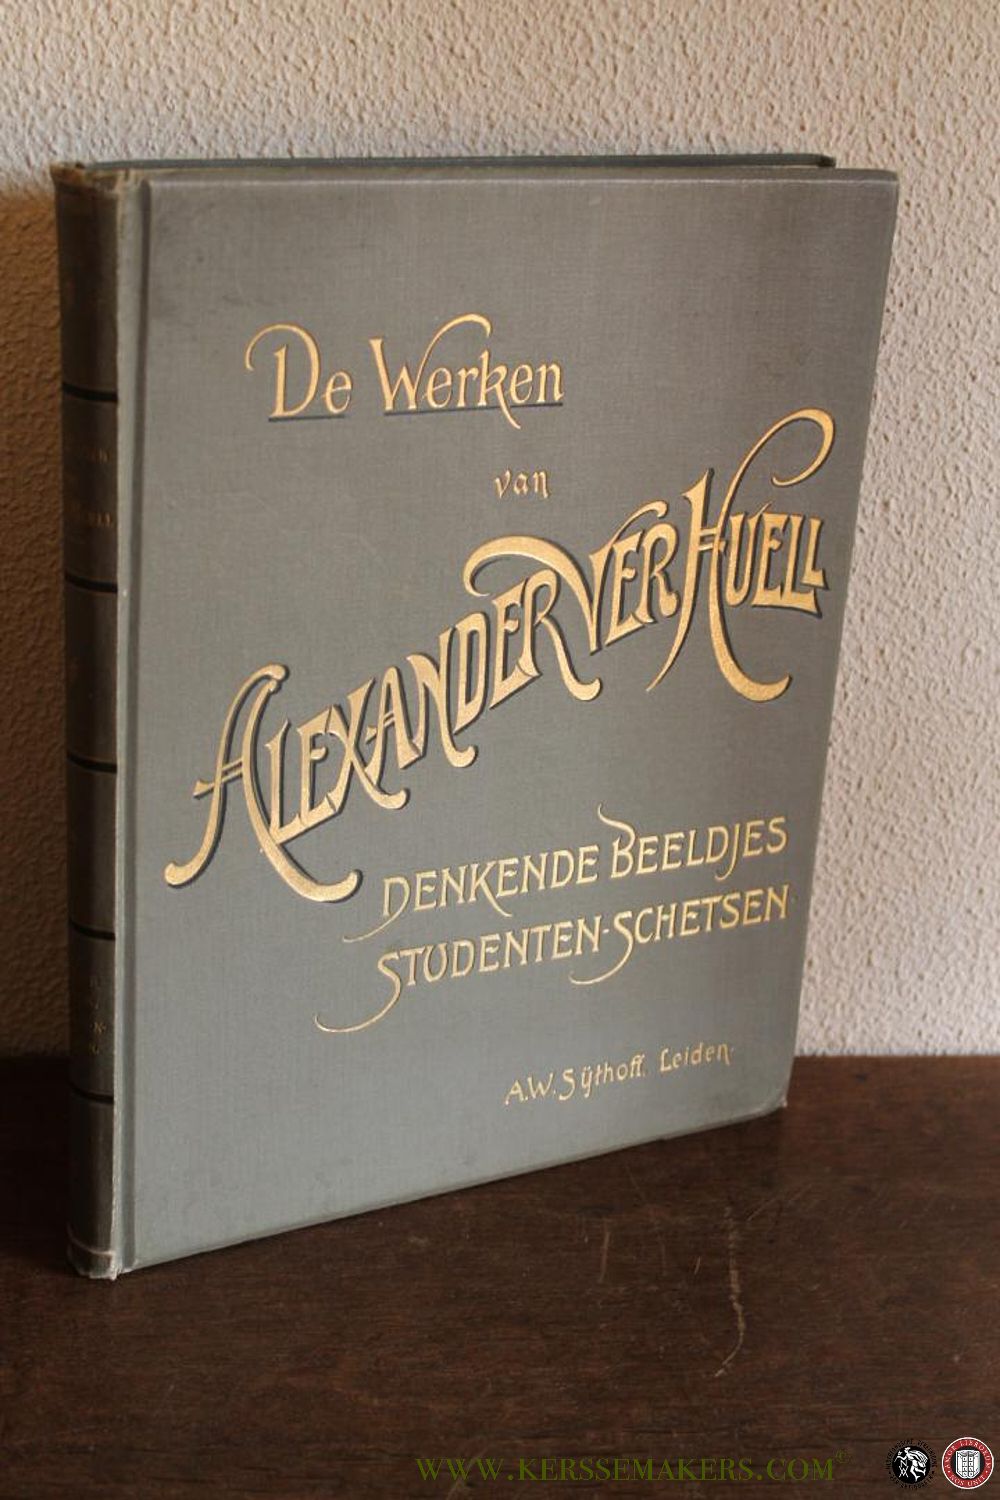 De Werken
van
ALEXANDER VER HUELL
DENKENDE BEELDJES
STUDENTEN-SCHETSEN
A.W. Sijthoff. Leiden.
WWW.KERSSEMAKERS.COM